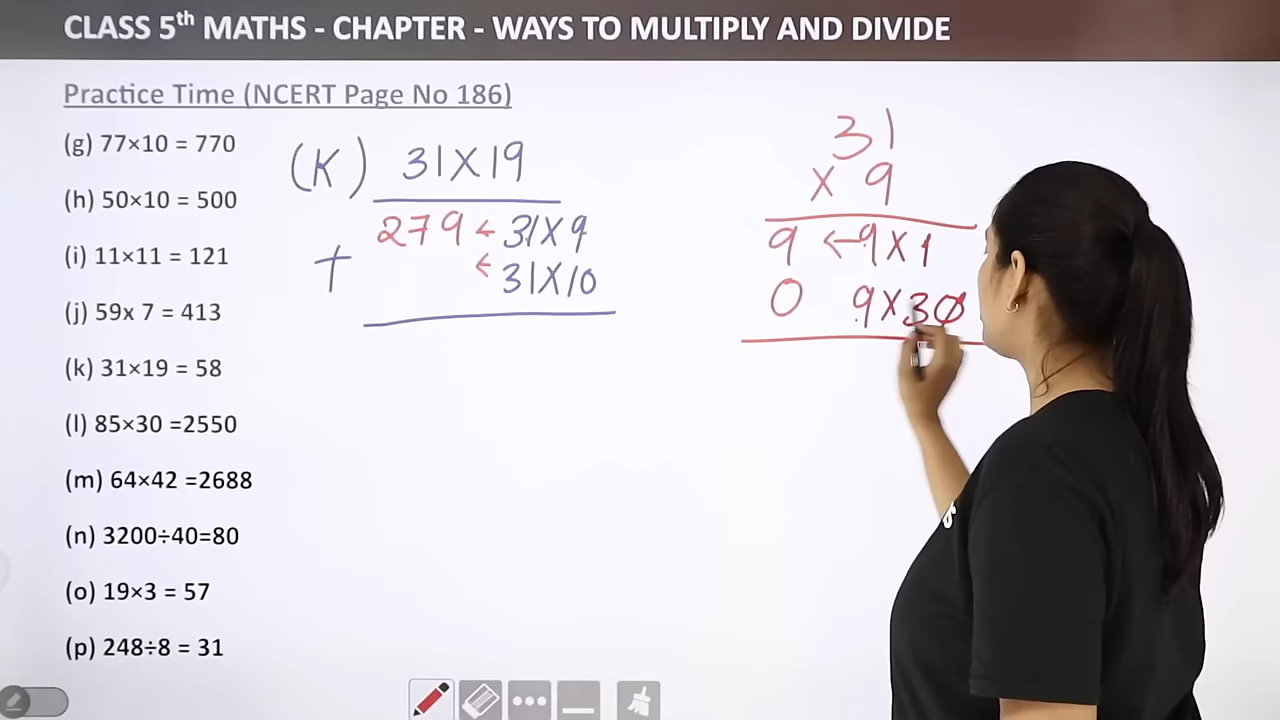 CLASS 5th MATHS - CHAPTER - WAYS TO MULTIPLY AND DIVIDE
Practice Time (NCERT Page No 186)
(g) 77×10 = 770
(h) 50×10 = 500
(i) 11×11 = 121
(j) 59x 7 = 413
(k) 31×19 = 58
(l) 85×30 =2550
(m) 64×42 =2688
(n) 3200÷40=80
(o) 19×3 = 57
(p) 248÷8 = 31
(K) 31X19
279 ← 31X9
+ ← 31X10
31
x 9
9 ← 9X1
0 9X30